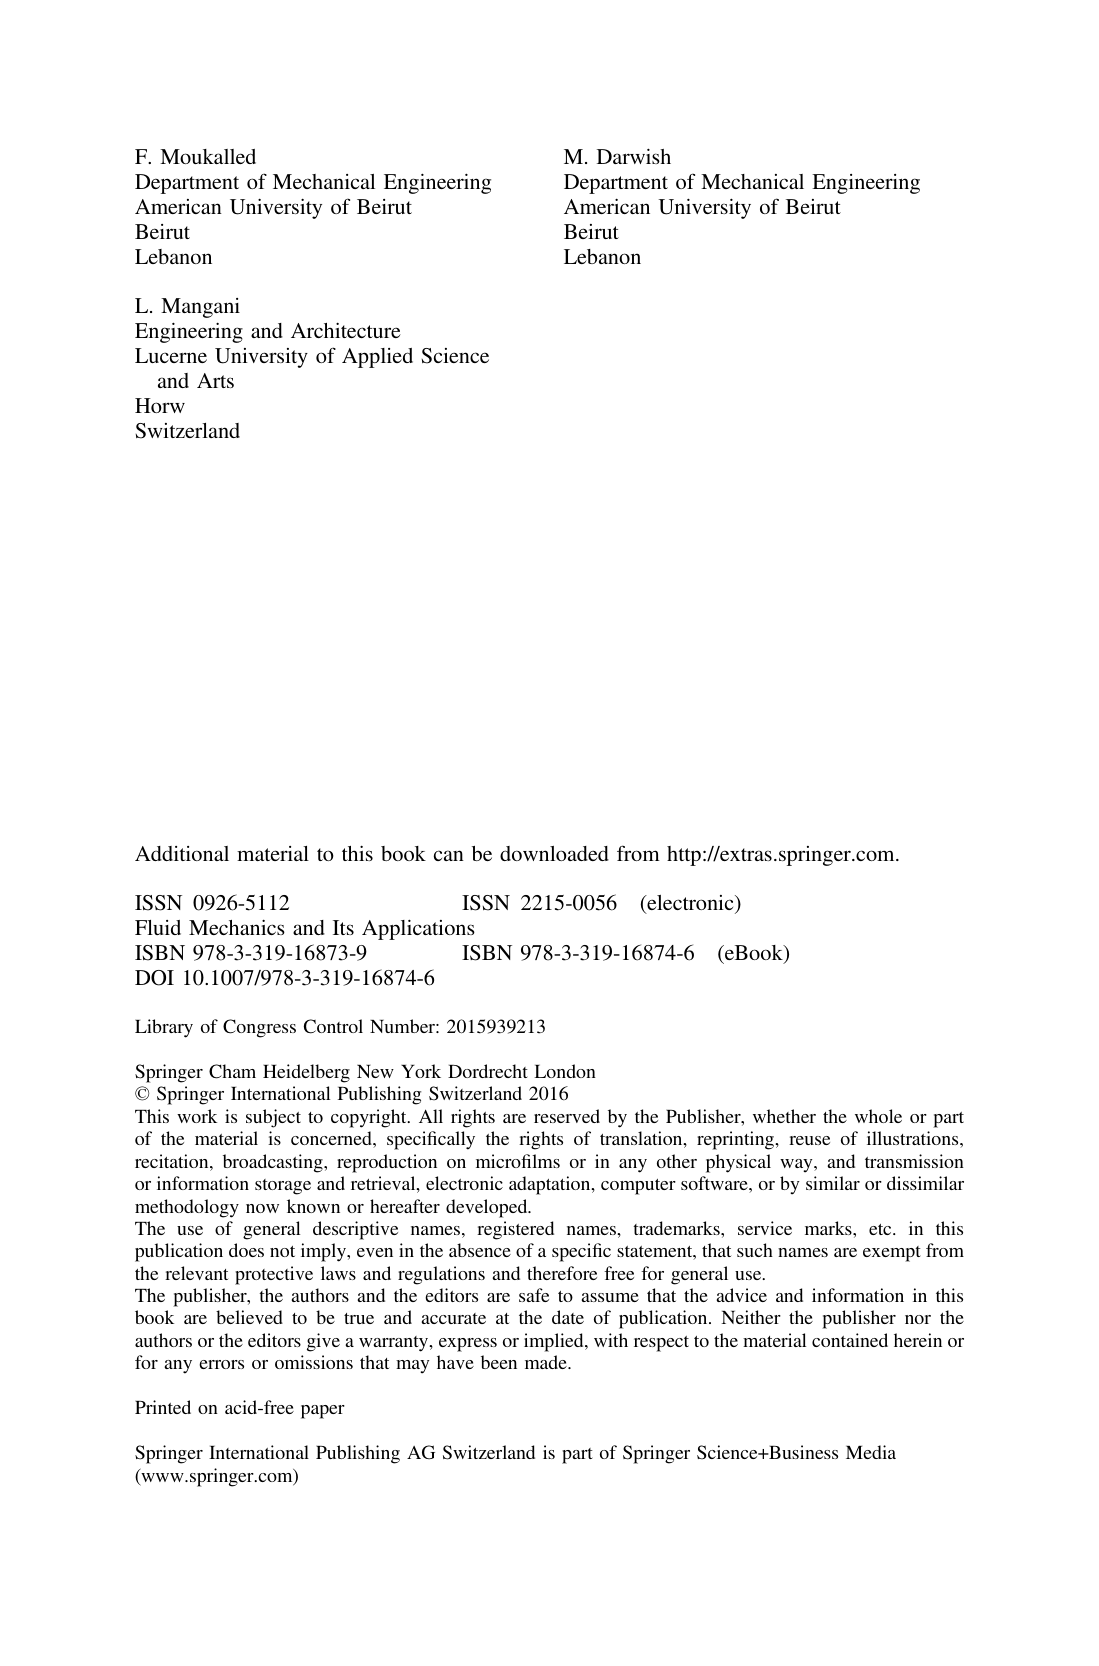 F. Moukalled
Department of Mechanical Engineering
American University of Beirut
Beirut
Lebanon
M. Darwish
Department of Mechanical Engineering
American University of Beirut
Beirut
Lebanon
L. Mangani
Engineering and Architecture
Lucerne University of Applied Science
and Arts
Horw
Switzerland
Additional material to this book can be downloaded from http://extras.springer.com.
ISSN 0926-5112 ISSN 2215-0056 (electronic)
Fluid Mechanics and Its Applications
ISBN 978-3-319-16873-9 ISBN 978-3-319-16874-6 (eBook)
DOI 10.1007/978-3-319-16874-6
Library of Congress Control Number: 2015939213
Springer Cham Heidelberg New York Dordrecht London
© Springer International Publishing Switzerland 2016
This work is subject to copyright. All rights are reserved by the Publisher, whether the whole or part
of the material is concerned, specifically the rights of translation, reprinting, reuse of illustrations,
recitation, broadcasting, reproduction on microfilms or in any other physical way, and transmission
or information storage and retrieval, electronic adaptation, computer software, or by similar or dissimilar
methodology now known or hereafter developed.
The use of general descriptive names, registered names, trademarks, service marks, etc. in this
publication does not imply, even in the absence of a specific statement, that such names are exempt from
the relevant protective laws and regulations and therefore free for general use.
The publisher, the authors and the editors are safe to assume that the advice and information in this
book are believed to be true and accurate at the date of publication. Neither the publisher nor the
authors or the editors give a warranty, express or implied, with respect to the material contained herein or
for any errors or omissions that may have been made.
Printed on acid-free paper
Springer International Publishing AG Switzerland is part of Springer Science+Business Media
(www.springer.com)